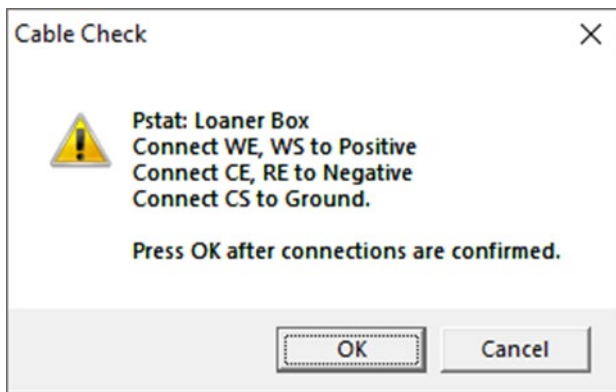 Cable Check
Pstat: Loaner Box
Connect WE, WS to Positive
Connect CE, RE to Negative
Connect CS to Ground.
Press OK after connections are confirmed.
OK
Cancel